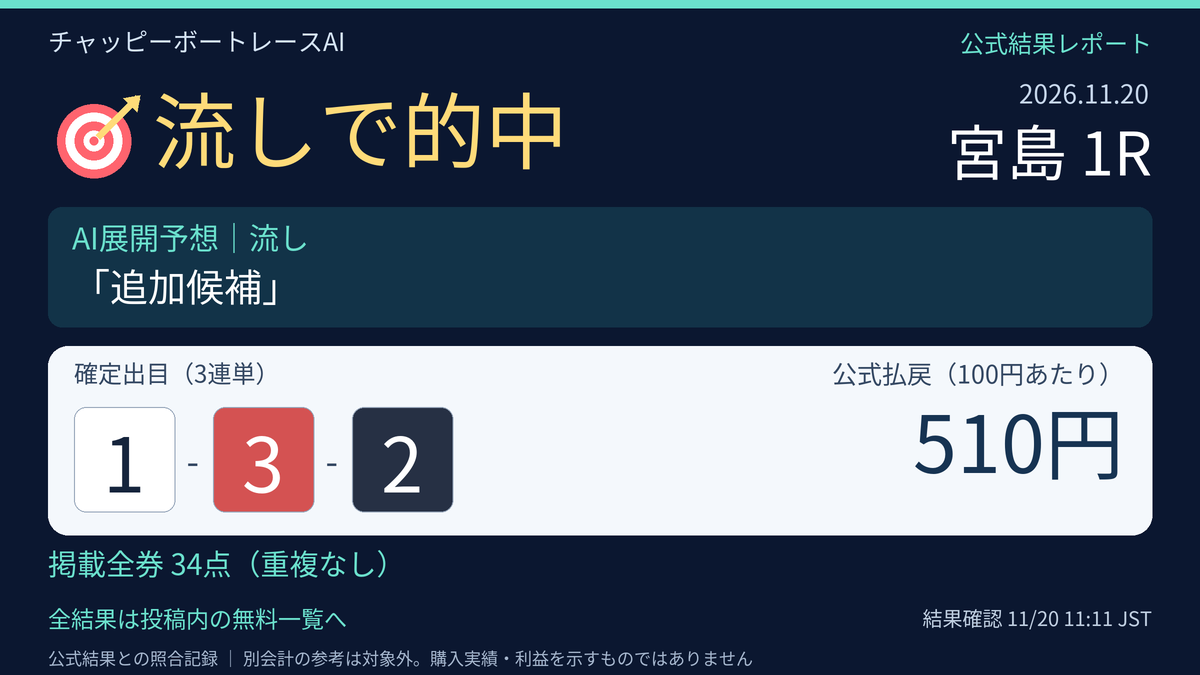 チャッピーボートレースAI
公式結果レポート
2026.11.20
流しで的中
宮島 1R
AI展開予想｜流し
「追加候補」
確定出目（3連単）
公式払戻（100円あたり）
1 - 3 - 2
510円
掲載全券 34点（重複なし）
全結果は投稿内の無料一覧へ
結果確認 11/20 11:11 JST
公式結果との照合記録｜別会計の参考は対象外。購入実績・利益を示すものではありません